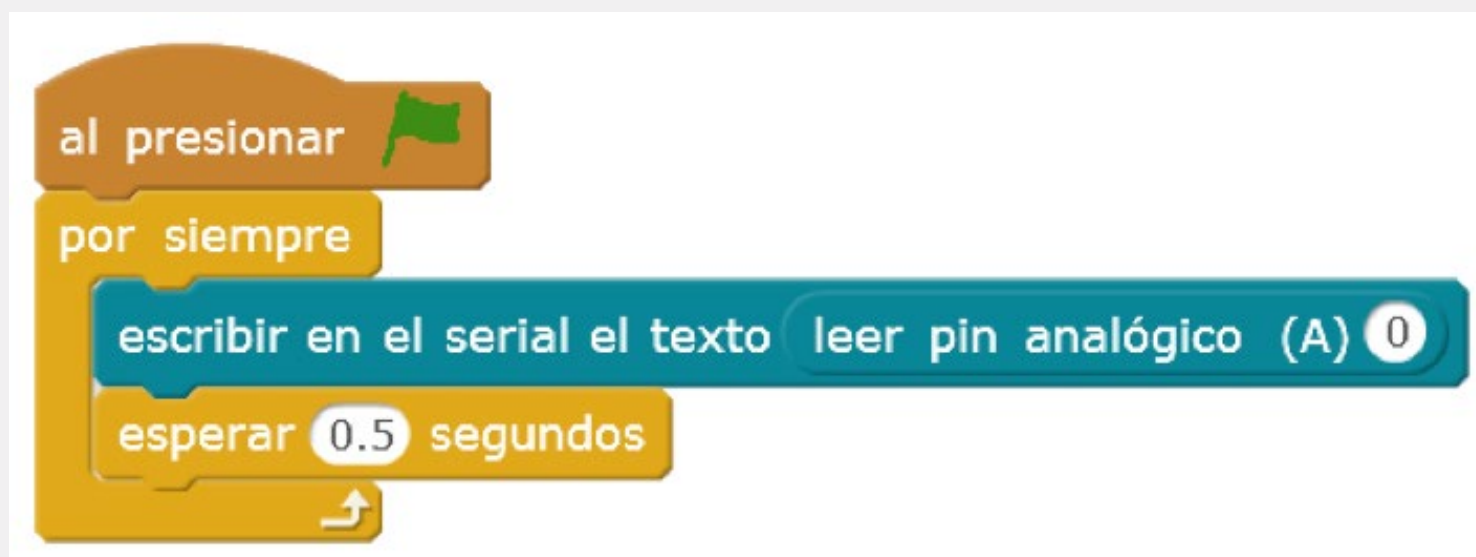 al presionar
por siempre
escribir en el serial el texto leer pin analógico (A) 0
esperar 0.5 segundos